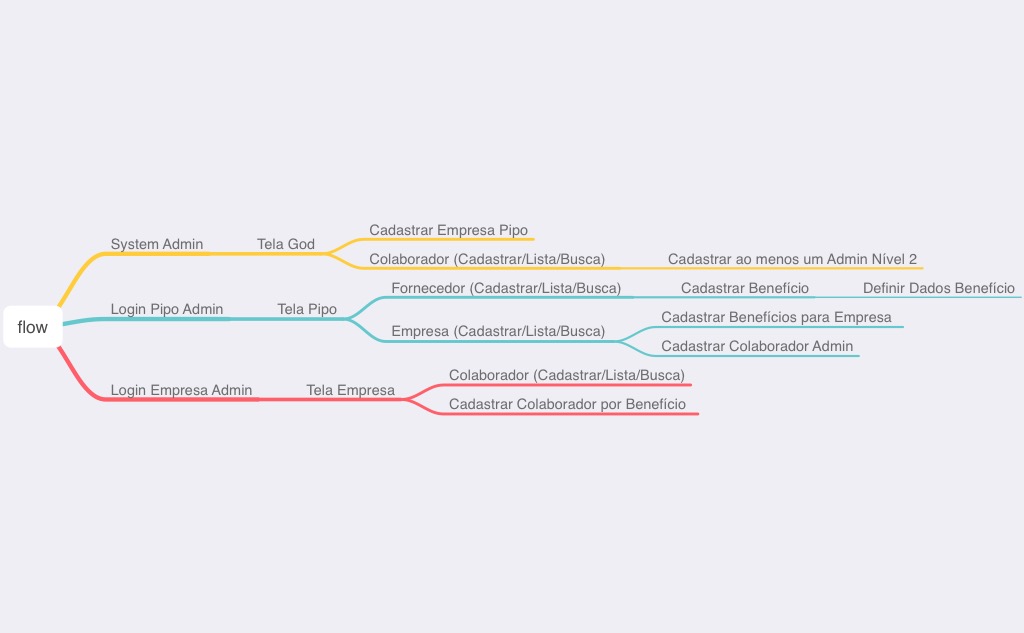 flow
System Admin
Tela God
Cadastrar Empresa Pipo
Colaborador (Cadastrar/Lista/Busca)
Cadastrar ao menos um Admin Nível 2
Login Pipo Admin
Tela Pipo
Fornecedor (Cadastrar/Lista/Busca)
Cadastrar Benefício
Definir Dados Benefício
Empresa (Cadastrar/Lista/Busca)
Cadastrar Benefícios para Empresa
Cadastrar Colaborador Admin
Login Empresa Admin
Tela Empresa
Colaborador (Cadastrar/Lista/Busca)
Cadastrar Colaborador por Benefício